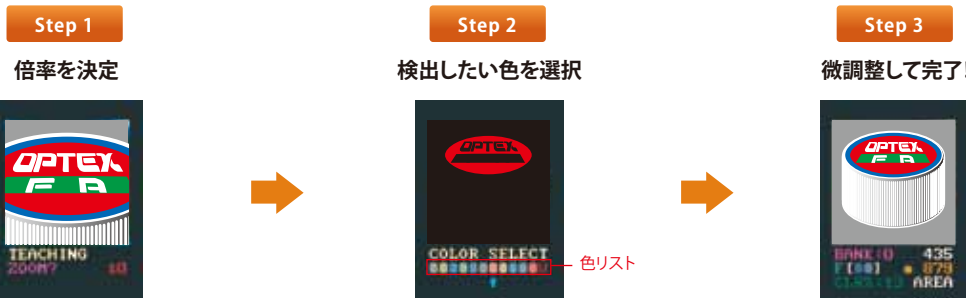 Step 1
倍率を決定
OPTEX
F A
TEACHING
ZOOM?
Step 2
検出したい色を選択
OPTEX
COLOR SELECT
色リスト
Step 3
微調整して完了!
OPTEX
F A
BANK:0 435
879
AREA